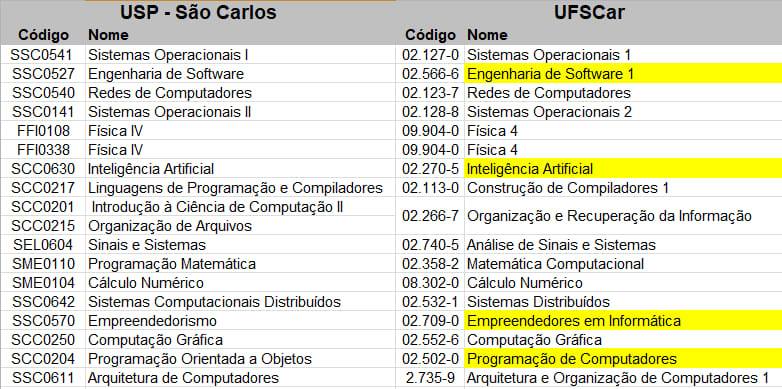 USP - São Carlos UFSCar
Código Nome Código Nome
SSC0541 Sistemas Operacionais I 02.127-0 Sistemas Operacionais 1
SSC0527 Engenharia de Software 02.566-6 Engenharia de Software 1
SSC0540 Redes de Computadores 02.123-7 Redes de Computadores
SSC0141 Sistemas Operacionais II 02.128-8 Sistemas Operacionais 2
FFI0108 Física IV 09.904-0 Física 4
FFI0338 Física IV 09.904-0 Física 4
SCC0630 Inteligência Artificial 02.270-5 Inteligência Artificial
SCC0217 Linguagens de Programação e Compiladores 02.113-0 Construção de Compiladores 1
SCC0201 Introdução à Ciência de Computação II
02.266-7 Organização e Recuperação da Informação
SCC0215 Organização de Arquivos
SEL0604 Sinais e Sistemas 02.740-5 Análise de Sinais e Sistemas
SME0110 Programação Matemática 02.358-2 Matemática Computacional
SME0104 Cálculo Numérico 08.302-0 Cálculo Numérico
SSC0642 Sistemas Computacionais Distribuídos 02.532-1 Sistemas Distribuídos
SSC0570 Empreendedorismo 02.709-0 Empreendedores em Informática
SCC0250 Computação Gráfica 02.552-6 Computação Gráfica
SCC0204 Programação Orientada a Objetos 02.502-0 Programação de Computadores
SSC0611 Arquitetura de Computadores 2.735-9 Arquitetura e Organização de Computadores 1